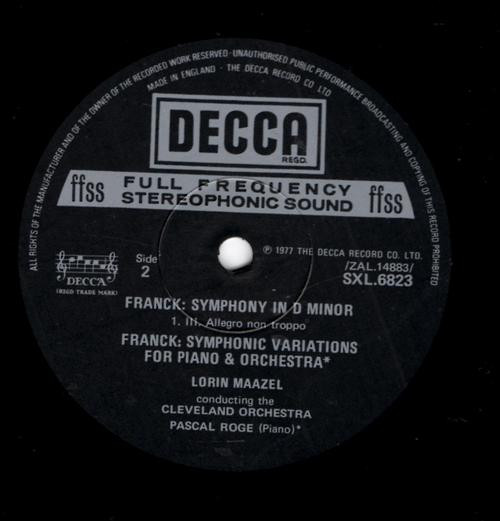 ALL RIGHTS OF THE MANUFACTURER AND OF THE OWNER OF THE RECORDED WORK RESERVED · UNAUTHORISED PUBLIC PERFORMANCE BROADCASTING AND COPYING OF THIS RECORD PROHIBITED
MADE IN ENGLAND · THE DECCA RECORD CO LTD
DECCA
REGD.
ffss FULL FREQUENCY STEREOPHONIC SOUND ffss
DECCA
(REGD TRADE MARK)
Side
2
℗ 1977 THE DECCA RECORD CO. LTD.
/ZAL.14883/
SXL.6823
FRANCK: SYMPHONY IN D MINOR
1. III. Allegro non troppo
FRANCK: SYMPHONIC VARIATIONS
FOR PIANO & ORCHESTRA*
LORIN MAAZEL
conducting the
CLEVELAND ORCHESTRA
PASCAL ROGE (Piano)*